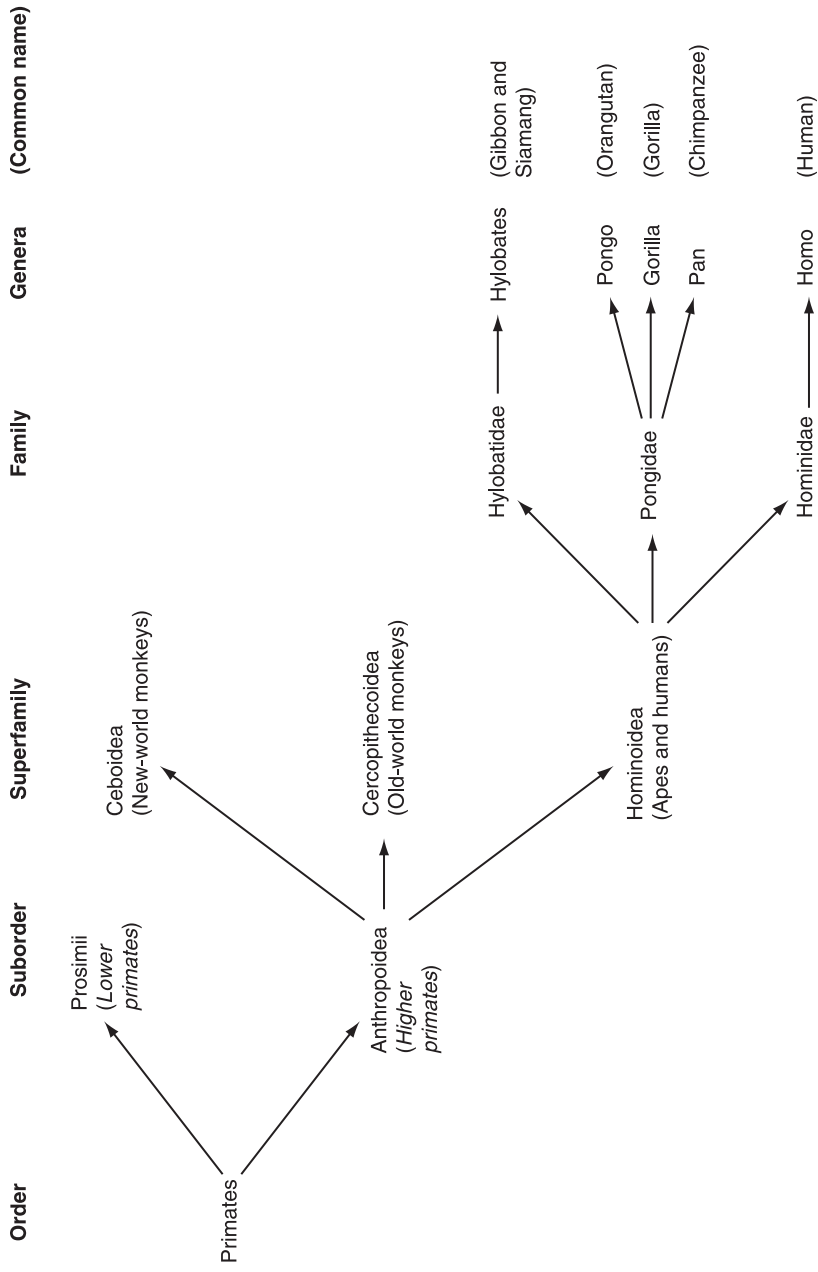 Order
Suborder
Superfamily
Family
Genera
(Common name)
Primates
Prosimii
(Lower
primates)
Anthropoidea
(Higher
primates)
Ceboidea
(New-world monkeys)
Cercopithecoidea
(Old-world monkeys)
Hominoidea
(Apes and humans)
Hylobatidae
Hylobates
(Gibbon and
Siamang)
Pongidae
Pongo
(Orangutan)
Gorilla
(Gorilla)
Pan
(Chimpanzee)
Hominidae
Homo
(Human)